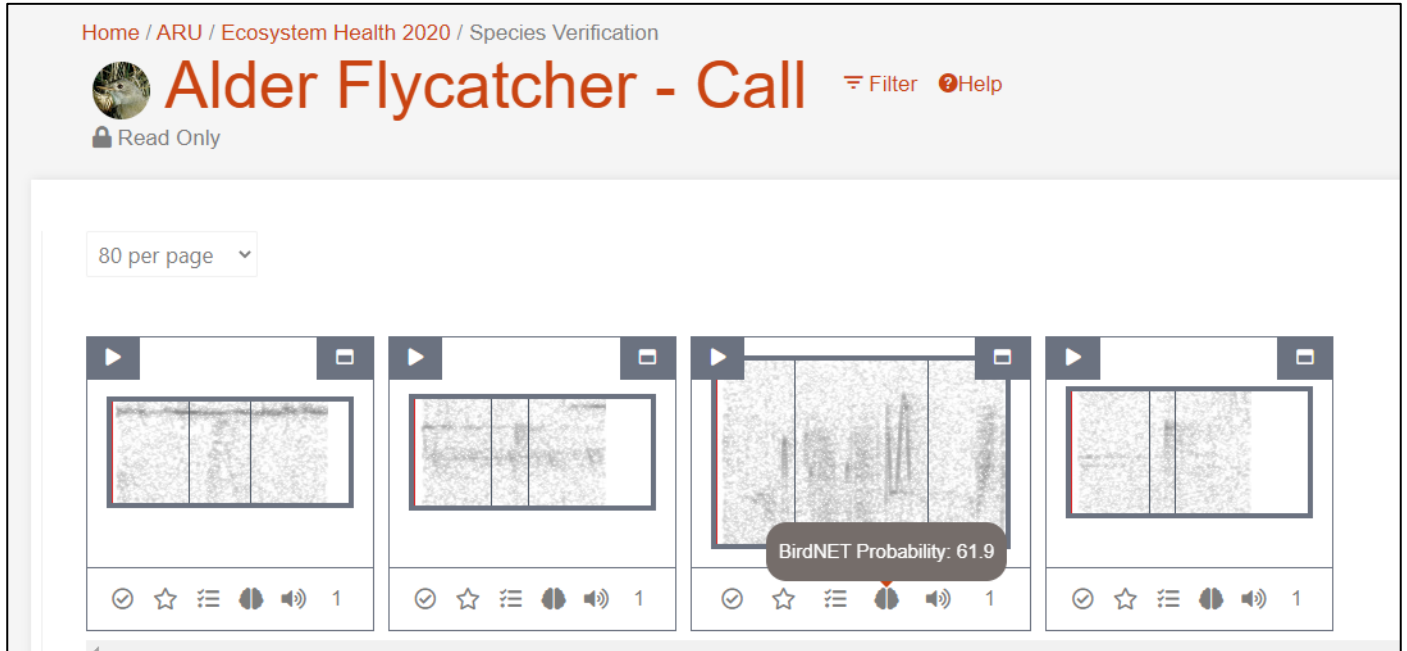 Home / ARU / Ecosystem Health 2020 / Species Verification
Alder Flycatcher - Call Filter Help
Read Only
80 per page
BirdNET Probability: 61.9
1 1 1 1